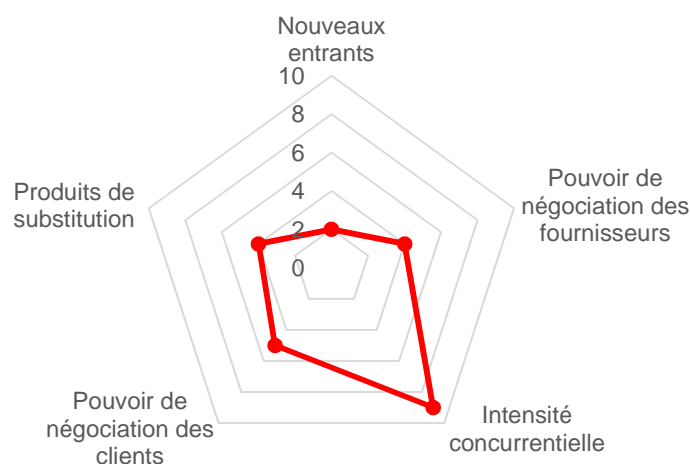 Nouveaux
entrants
10
8
6
4
2
0
Pouvoir de
négociation des
fournisseurs
Intensité
concurrentielle
Pouvoir de
négociation des
clients
Produits de
substitution